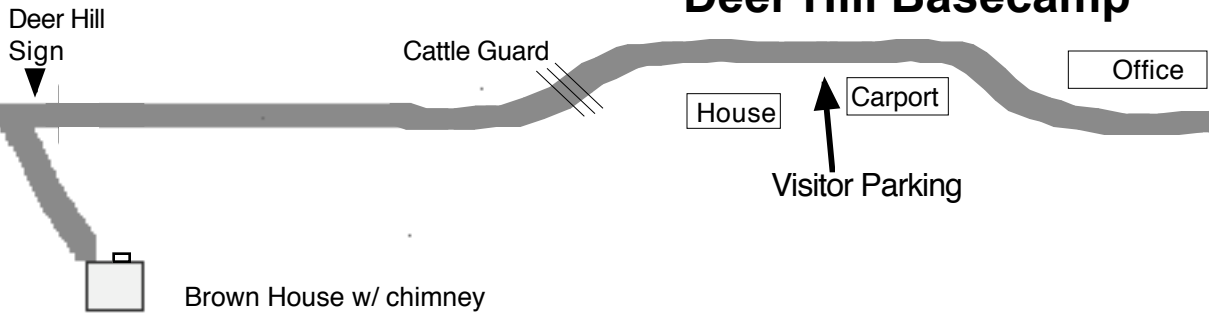 Deer Hill Basecamp
Deer Hill
Sign
Cattle Guard
Office
House
Carport
Visitor Parking
Brown House w/ chimney